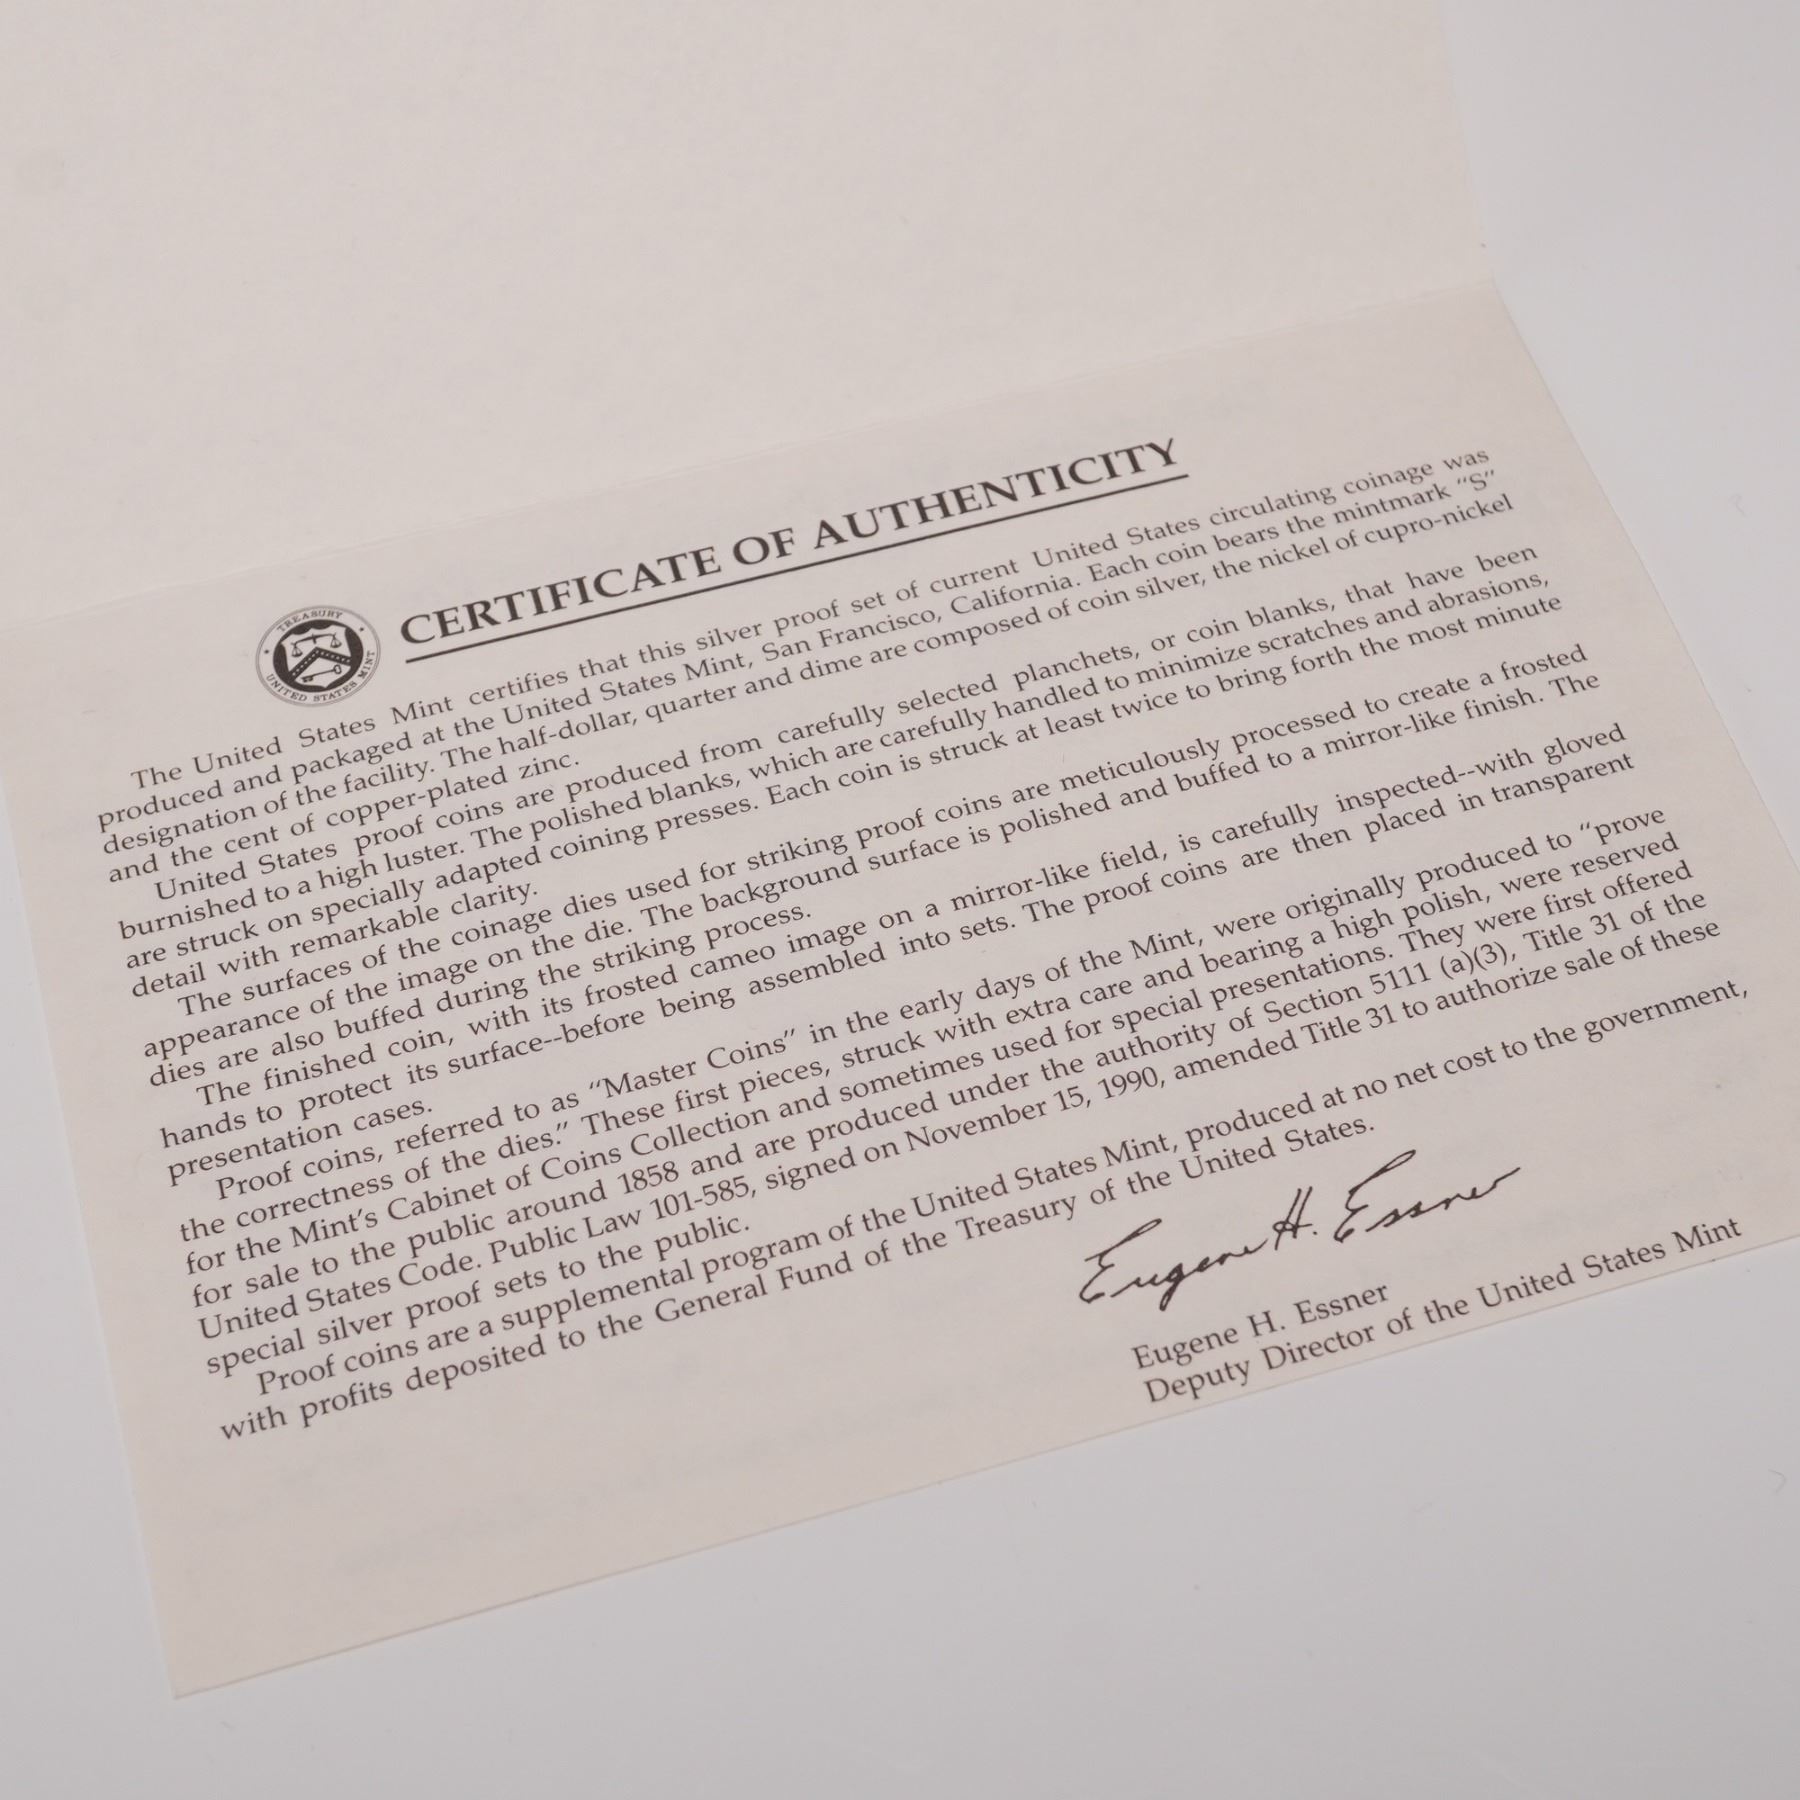 TREASURY
UNITED STATES MINT
CERTIFICATE OF AUTHENTICITY
The United States Mint certifies that this silver proof set of current United States circulating coinage was
produced and packaged at the United States Mint, San Francisco, California. Each coin bears the mintmark "S"
designation of the facility. The half-dollar, quarter and dime are composed of coin silver, the nickel of cupro-nickel
and the cent of copper-plated zinc.
United States proof coins are produced from carefully selected planchets, or coin blanks, that have been
burnished to a high luster. The polished blanks, which are carefully handled to minimize scratches and abrasions,
are struck on specially adapted coining presses. Each coin is struck at least twice to bring forth the most minute
detail with remarkable clarity.
The surfaces of the coinage dies used for striking proof coins are meticulously processed to create a frosted
appearance of the image on the die. The background surface is polished and buffed to a mirror-like finish. The
dies are also buffed during the striking process.
The finished coin, with its frosted cameo image on a mirror-like field, is carefully inspected--with gloved
hands to protect its surface--before being assembled into sets. The proof coins are then placed in transparent
presentation cases.
Proof coins, referred to as "Master Coins" in the early days of the Mint, were originally produced to "prove
the correctness of the dies." These first pieces, struck with extra care and bearing a high polish, were reserved
for the Mint's Cabinet of Coins Collection and sometimes used for special presentations. They were first offered
for sale to the public around 1858 and are produced under the authority of Section 5111 (a)(3), Title 31 of the
United States Code. Public Law 101-585, signed on November 15, 1990, amended Title 31 to authorize sale of these
special silver proof sets to the public.
Proof coins are a supplemental program of the United States Mint, produced at no net cost to the government,
with profits deposited to the General Fund of the Treasury of the United States.
Eugene H. Essner
Eugene H. Essner
Deputy Director of the United States Mint